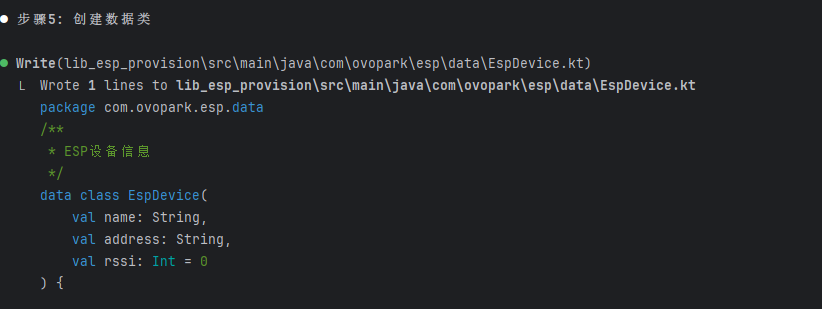 ● 步骤5: 创建数据类
● Write(lib_esp_provision\src\main\java\com\ovopark\esp\data\EspDevice.kt)
└ Wrote 1 lines to lib_esp_provision\src\main\java\com\ovopark\esp\data\EspDevice.kt
package com.ovopark.esp.data
/**
 * ESP设备信息
 */
data class EspDevice(
    val name: String,
    val address: String,
    val rssi: Int = 0
) {